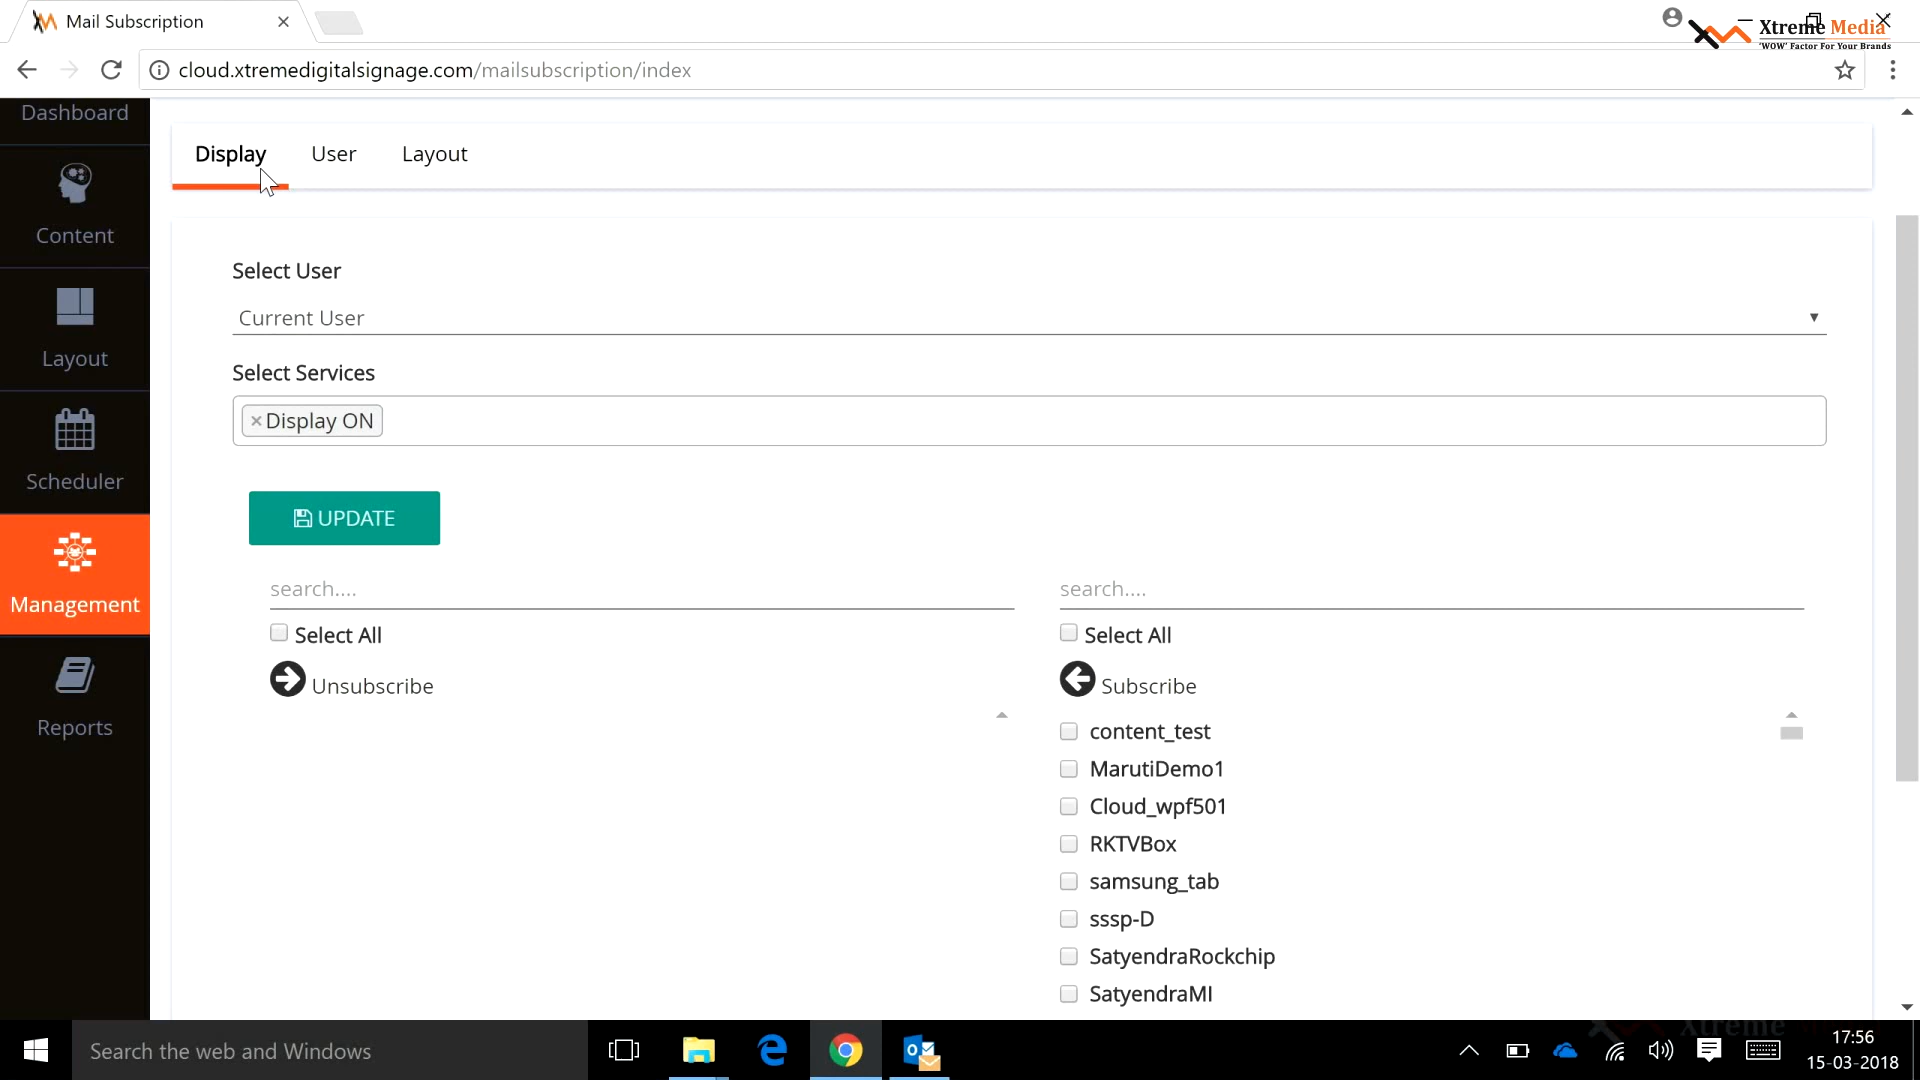 Mail Subscription
Xtreme Media
'WOW' Factor For Your Brands
cloud.xtremedigitalsignage.com/mailsubscription/index
Dashboard
Content
Layout
Scheduler
Management
Reports
Display User Layout
Select User
Current User
Select Services
×Display ON
UPDATE
search.... search....
Select All Select All
Unsubscribe Subscribe
content_test
MarutiDemo1
Cloud_wpf501
RKTVBox
samsung_tab
sssp-D
SatyendraRockchip
SatyendraMI
Search the web and Windows
Xtreme
17:56
15-03-2018